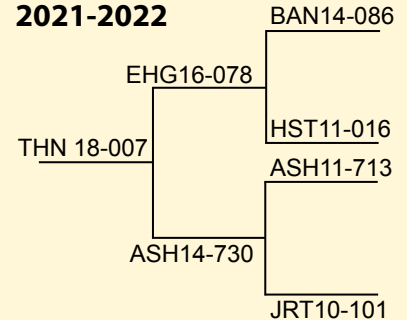 2021-2022
BAN14-086
EHG16-078
HST11-016
THN 18-007
ASH11-713
ASH14-730
JRT10-101